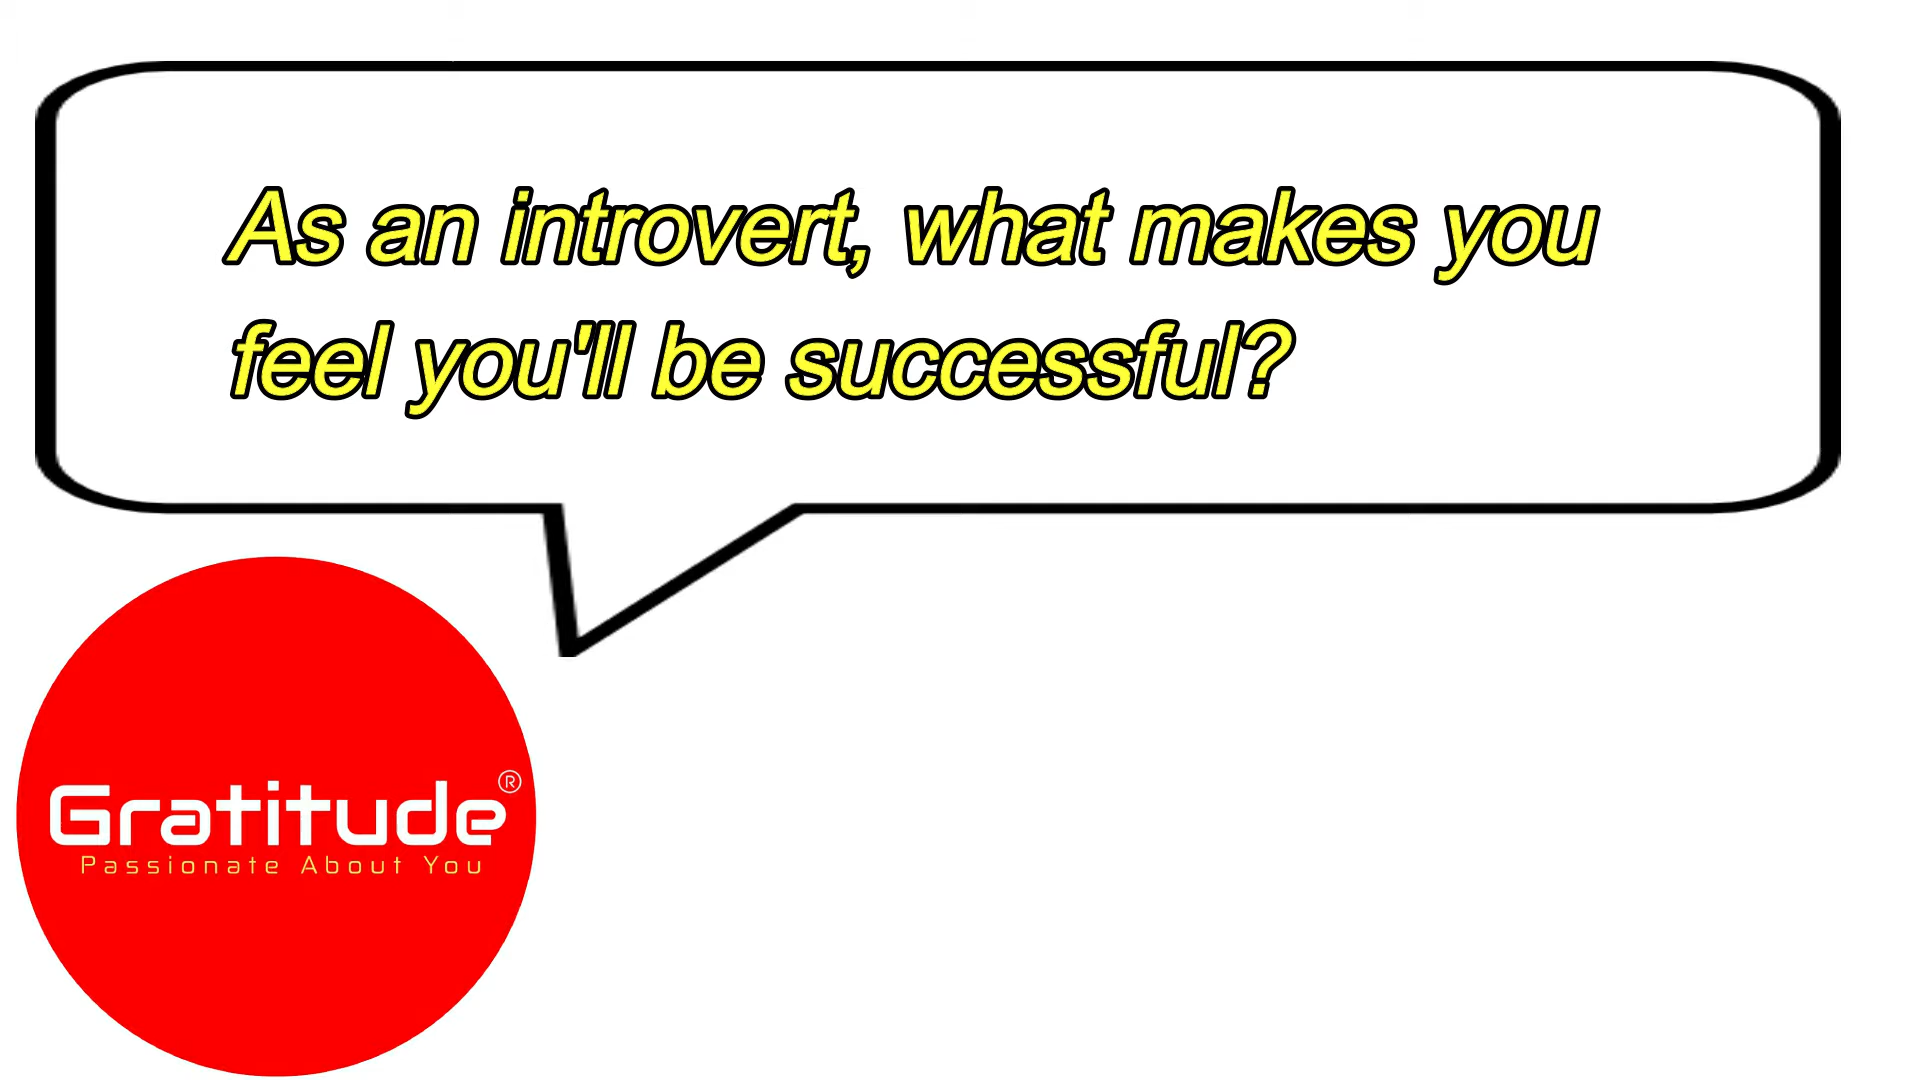 As an introvert, what makes you
feel you'll be successful?
Gratitude®
Passionate About You